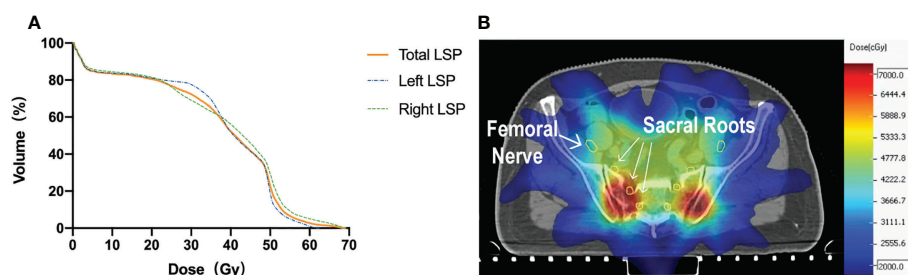 A
100
80
60
40
20
0
Volume (%)
0 10 20 30 40 50 60 70
Dose (Gy)
Total LSP
Left LSP
Right LSP
B
Femoral
Nerve
Sacral Roots
Dose(cGy)
7000.0
6444.4
5888.9
5333.3
4777.8
4222.2
3666.7
3111.1
2555.6
2000.0